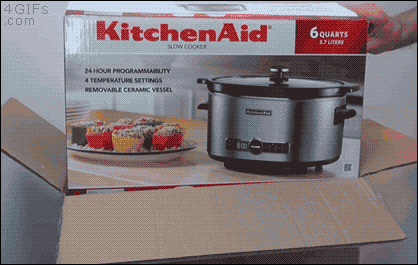 4GIFs
.com
KitchenAid®
SLOW COOKER
6 QUARTS
5.7 LITERS
24-HOUR PROGRAMMABILITY
4 TEMPERATURE SETTINGS
REMOVABLE CERAMIC VESSEL
KitchenAid